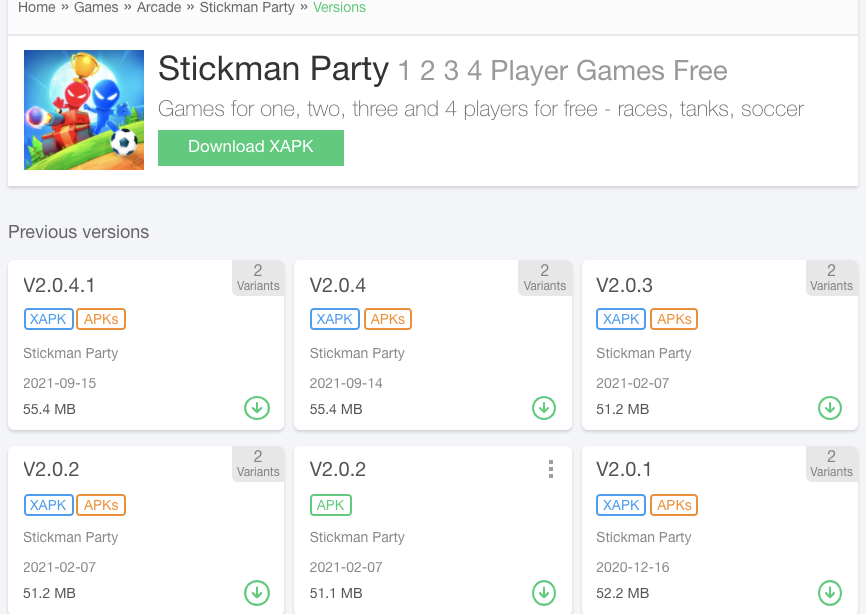 Home » Games » Arcade » Stickman Party » Versions
Stickman Party 1 2 3 4 Player Games Free
Games for one, two, three and 4 players for free - races, tanks, soccer
Download XAPK
Previous versions
V2.0.4.1
2
Variants
XAPK APKs
Stickman Party
2021-09-15
55.4 MB
V2.0.4
2
Variants
XAPK APKs
Stickman Party
2021-09-14
55.4 MB
V2.0.3
2
Variants
XAPK APKs
Stickman Party
2021-02-07
51.2 MB
V2.0.2
2
Variants
XAPK APKs
Stickman Party
2021-02-07
51.2 MB
V2.0.2
APK
Stickman Party
2021-02-07
51.1 MB
V2.0.1
2
Variants
XAPK APKs
Stickman Party
2020-12-16
52.2 MB